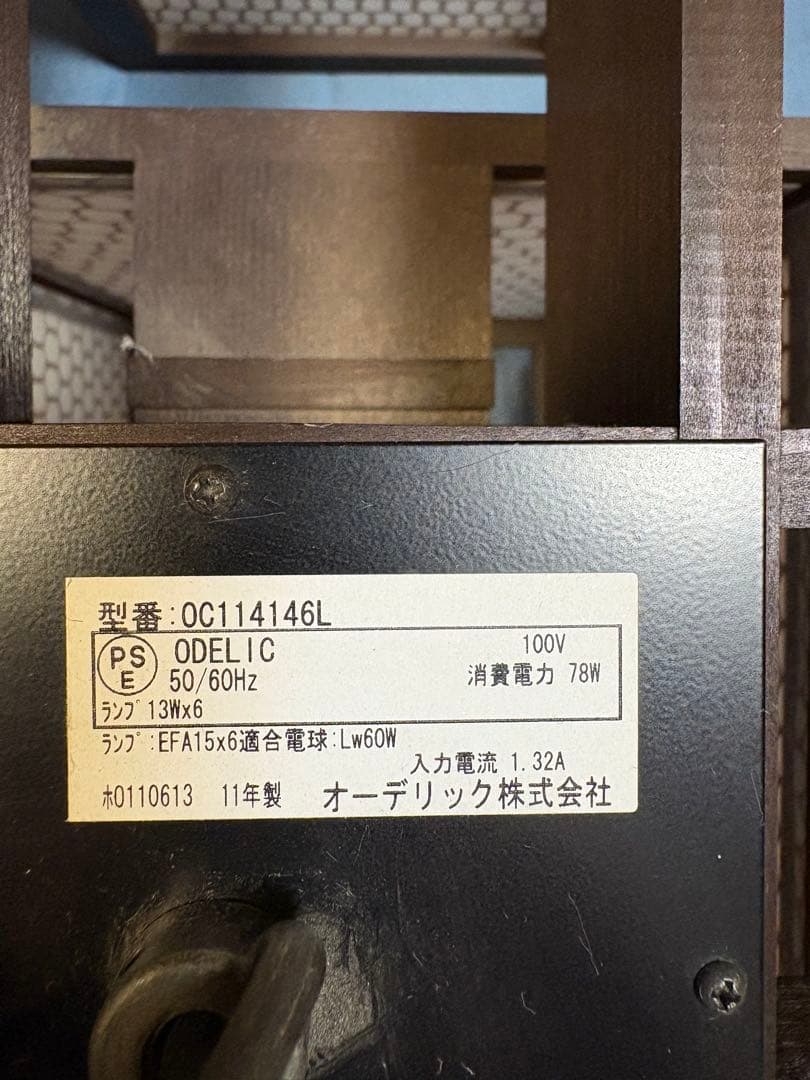 型番:OC114146L
PSE ODELIC 100V
50/60Hz 消費電力 78W
ﾗﾝﾌﾟ 13Wx6
ﾗﾝﾌﾟ:EFA15x6適合電球:Lw60W
入力電流 1.32A
ﾎ0110613 11年製 オーデリック株式会社